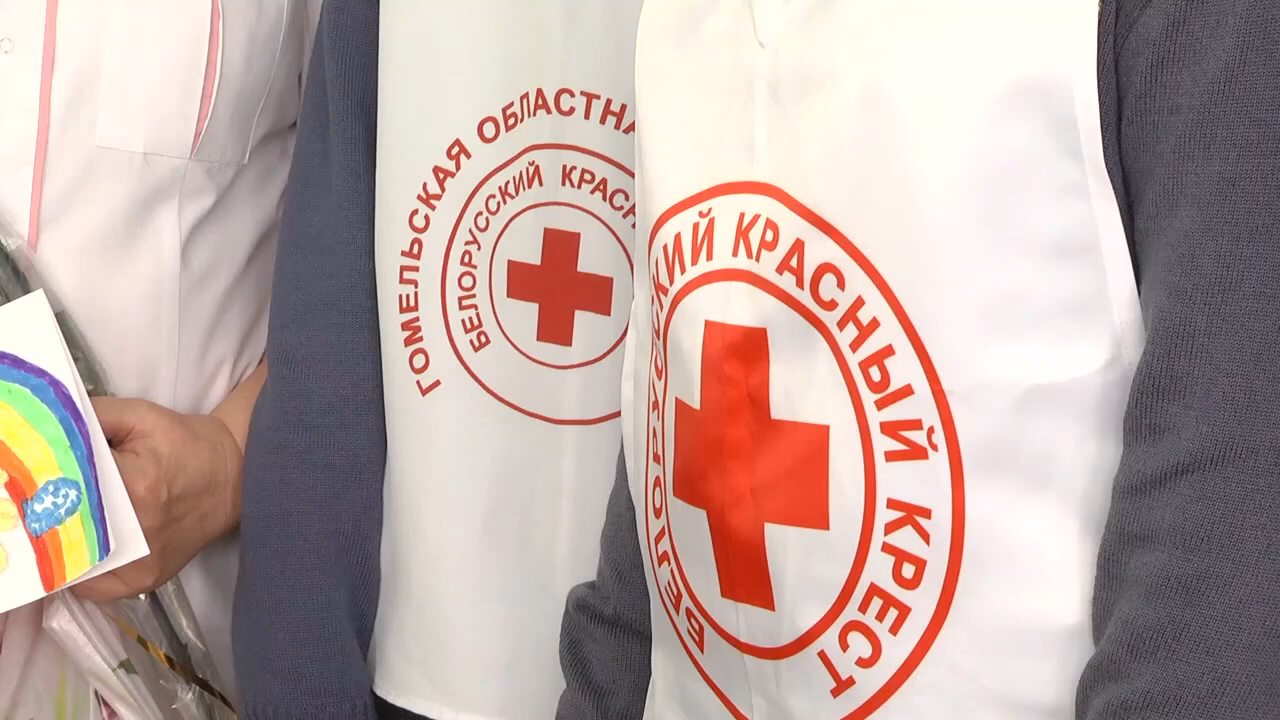 ГОМЕЛЬСКАЯ ОБЛАСТНА
БЕЛОРУССКИЙ КРАСН
БЕЛОРУССКИЙ КРАСНЫЙ КРЕСТ